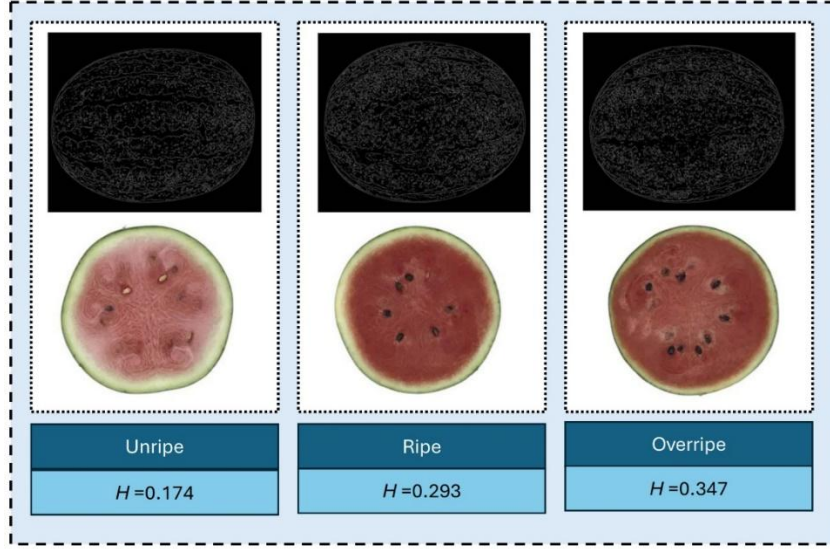 Unripe
H =0.174
Ripe
H =0.293
Overripe
H =0.347